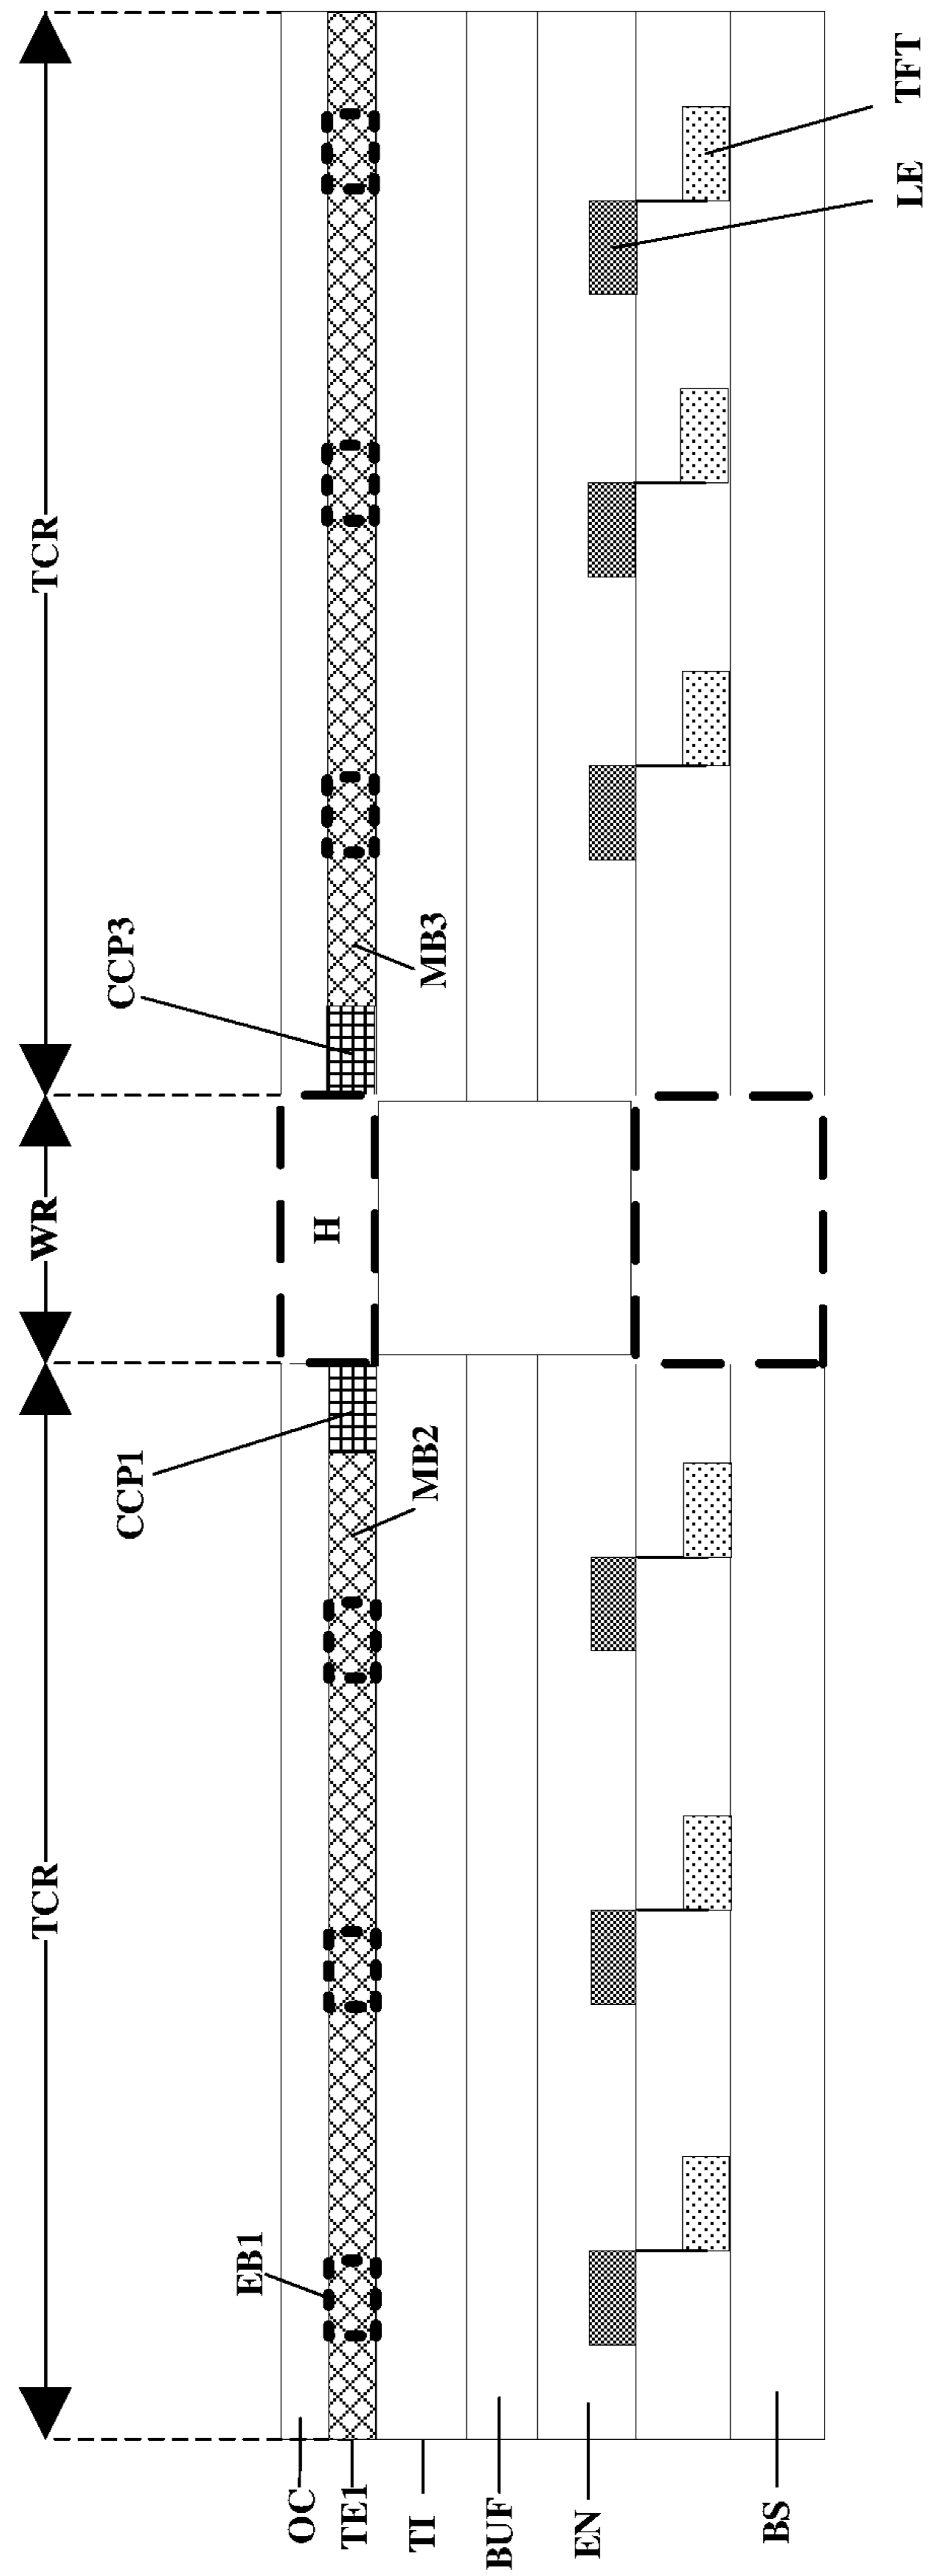 TCR
WR
TCR
CCP1
CCP3
EB1
MB2
H
MB3
OC
TE1
TI
BUF
EN
BS
LE
TFT